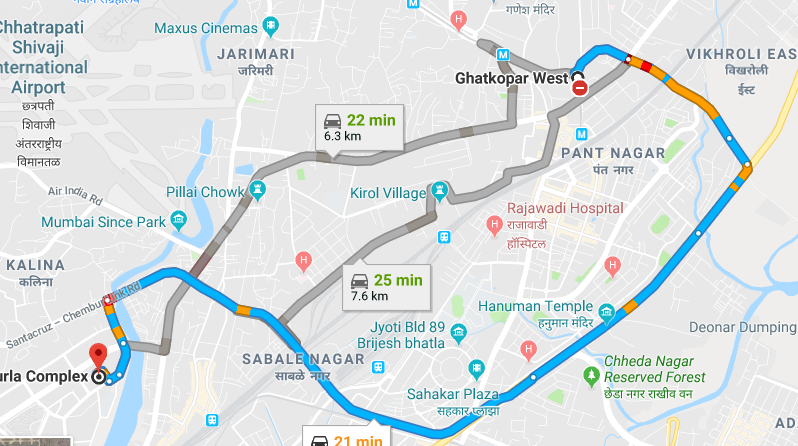 गणेश मंदिर
Maxus Cinemas
Chhatrapati
Shivaji
International
Airport
छत्रपती
शिवाजी
अंतरराष्ट्रीय
विमानतळ
JARIMARI
जरिमरी
Ghatkopar West
VIKHROLI EAS
विखरोली
ईस्ट
22 min
6.3 km
PANT NAGAR
पंत नगर
Air India Rd
Pillai Chowk
Kirol Village
Mumbai Since Park
Rajawadi Hospital
राजावाडी
हॉस्पिटल
KALINA
कलिना
25 min
7.6 km
Santacruz – Chembur Link Rd
Hanuman Temple
हनुमान मंदिर
Deonar Dumping
Jyoti Bld 89
Brijesh bhatla
SABALE NAGAR
साबळे नगर
urla Complex
Chheda Nagar
Reserved Forest
छेडा नगर राखीव वन
Sahakar Plaza
सहकार प्लाझा
AD
21 min